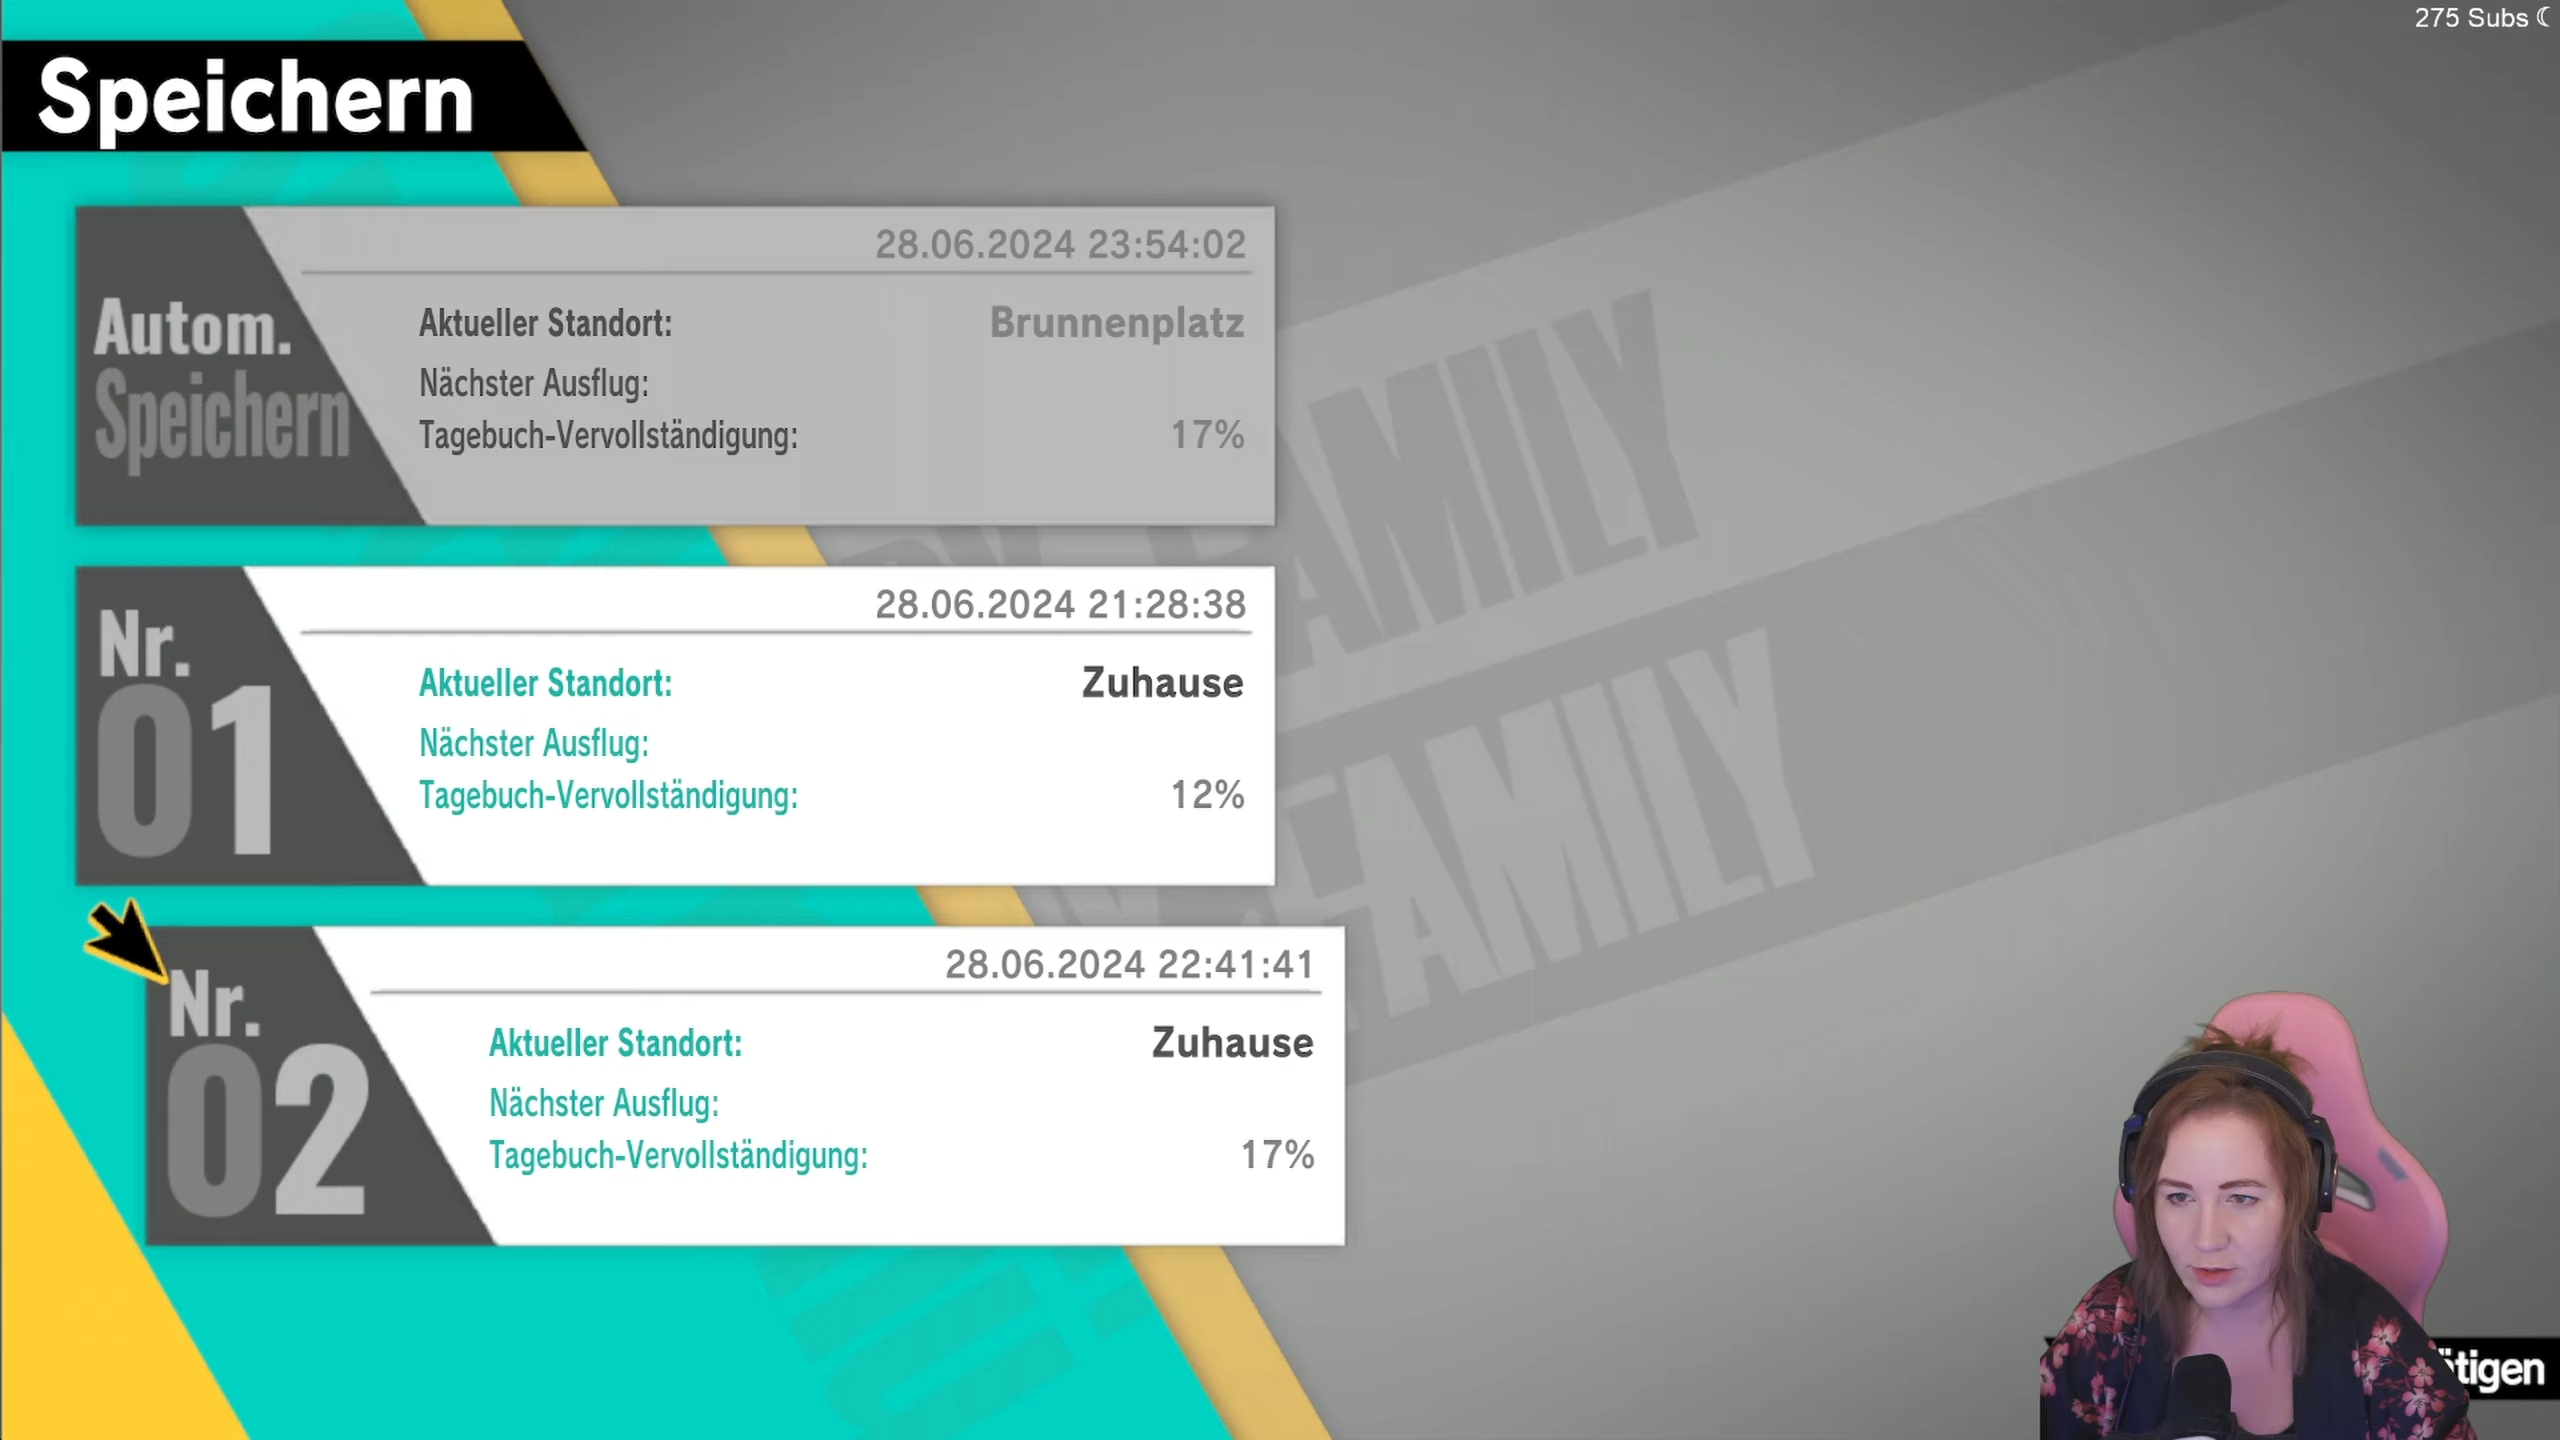 275 Subs
Speichern
28.06.2024 23:54:02
Autom.
Speichern
Aktueller Standort:
Brunnenplatz
Nächster Ausflug:
Tagebuch-Vervollständigung:
17%
28.06.2024 21:28:38
Nr.
01
Aktueller Standort:
Zuhause
Nächster Ausflug:
Tagebuch-Vervollständigung:
12%
28.06.2024 22:41:41
Nr.
02
Aktueller Standort:
Zuhause
Nächster Ausflug:
Tagebuch-Vervollständigung:
17%
FAMILY
FAMILY